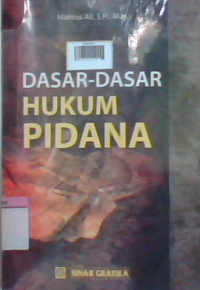 Mahrus Ali, S.H., M.H.
DASAR-DASAR
HUKUM
PIDANA
SINAR GRAFIKA